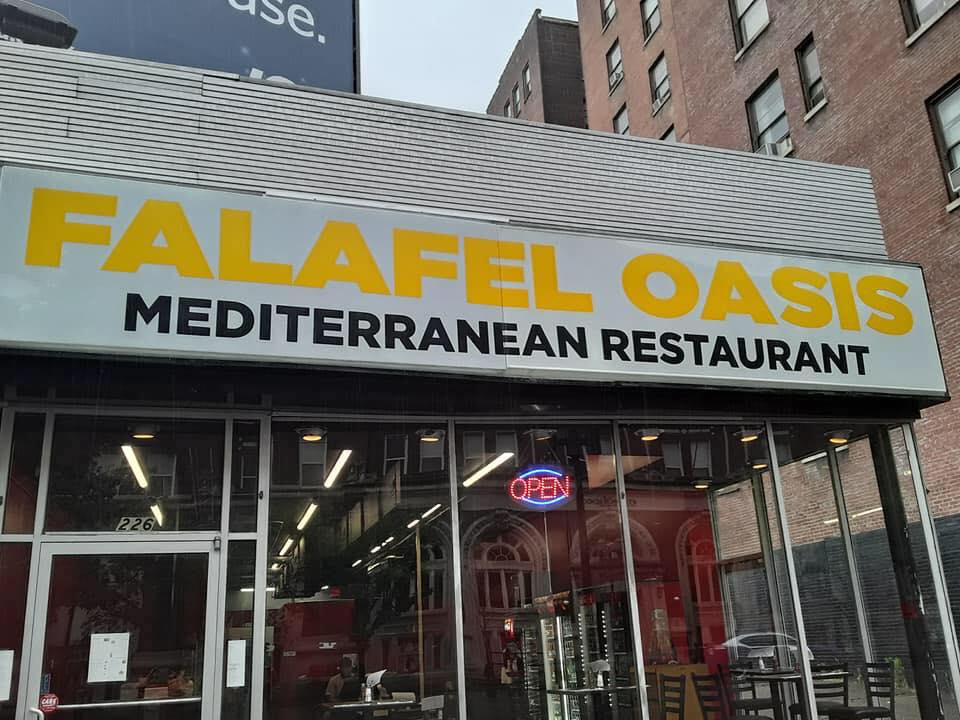 ase.
FALAFEL OASIS
MEDITERRANEAN RESTAURANT
OPEN
226